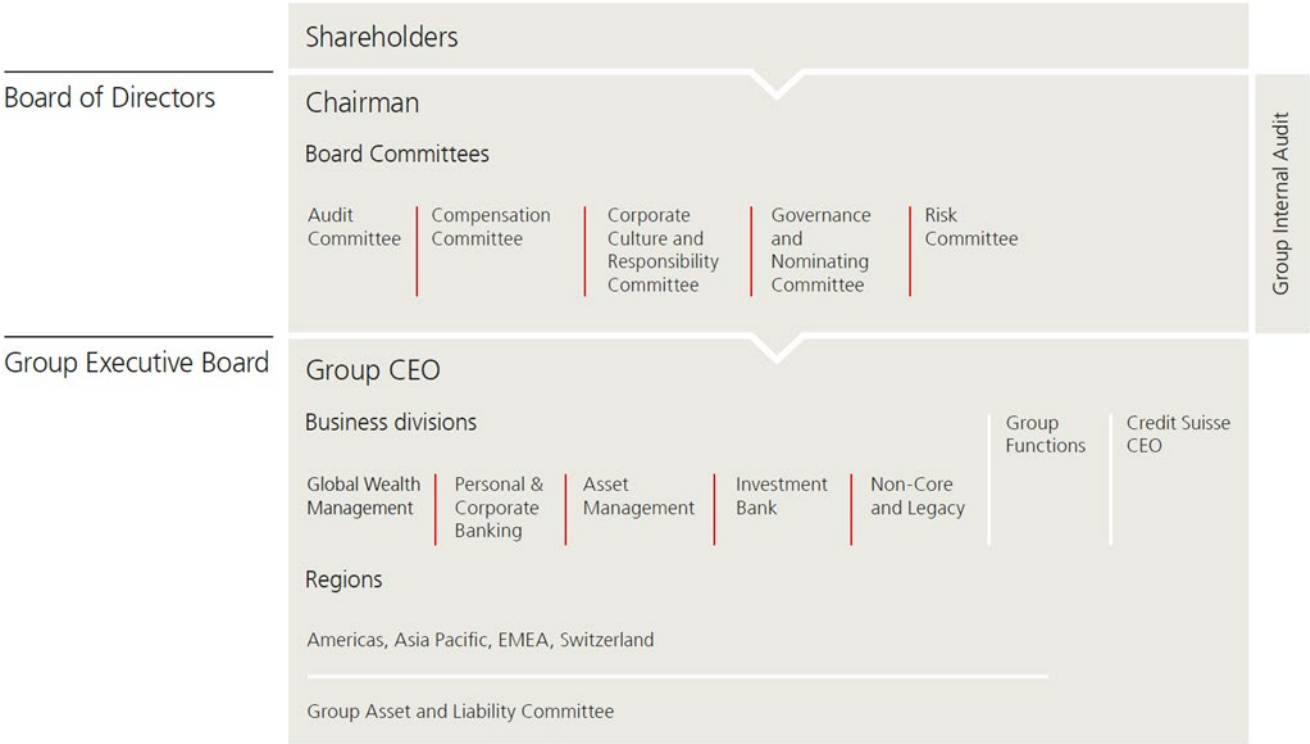 Shareholders
Board of Directors
Chairman
Board Committees
Audit
Committee
Compensation
Committee
Corporate
Culture and
Responsibility
Committee
Governance
and
Nominating
Committee
Risk
Committee
Group Internal Audit
Group Executive Board
Group CEO
Business divisions
Global Wealth
Management
Personal &
Corporate
Banking
Asset
Management
Investment
Bank
Non-Core
and Legacy
Group
Functions
Credit Suisse
CEO
Regions
Americas, Asia Pacific, EMEA, Switzerland
Group Asset and Liability Committee